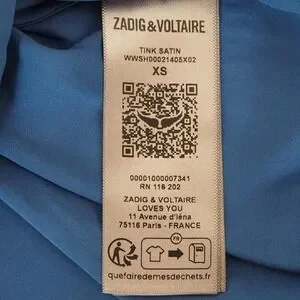 ZADIG & VOLTAIRE
TINK SATIN
WWSH00021405X02
XS
00001000007341
RN 116 202
ZADIG & VOLTAIRE
LOVES YOU
11 Avenue d'Iéna
75116 Paris - FRANCE
FR
quefairedemesdechets.fr